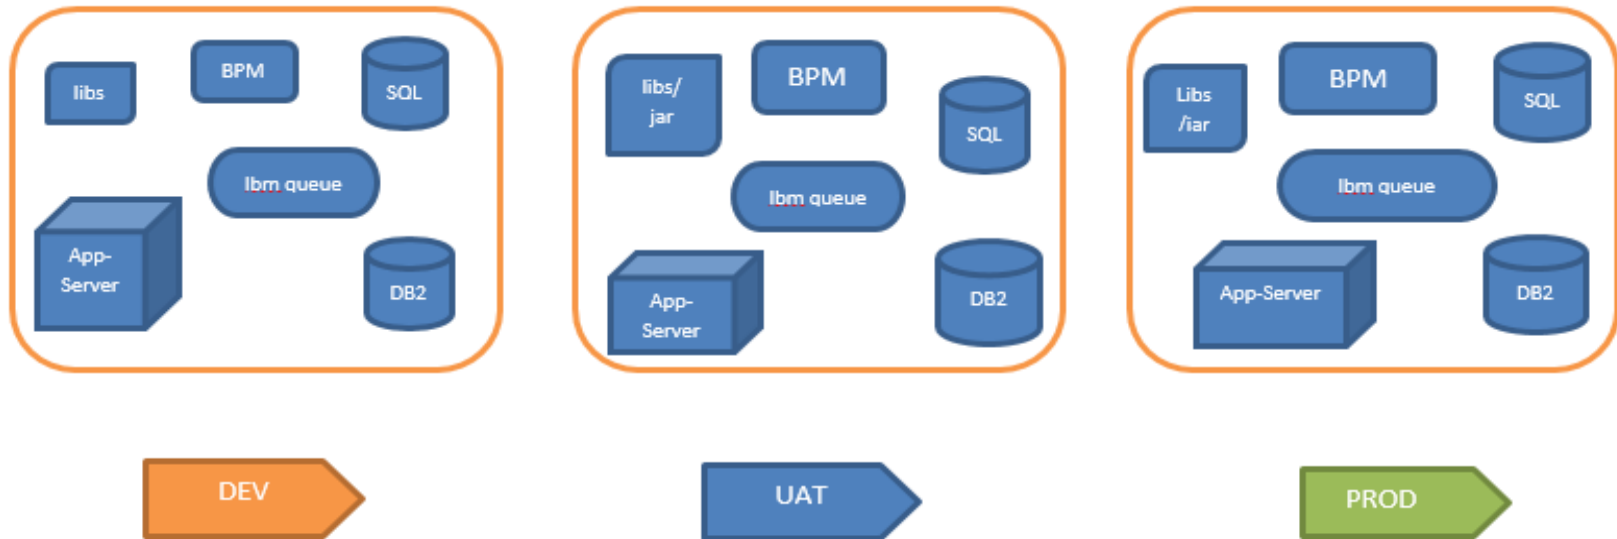 libs
BPM
SQL
Ibm queue
App-
Server
DB2
libs/
jar
BPM
SQL
Ibm queue
App-
Server
DB2
Libs
/iar
BPM
SQL
Ibm queue
App-Server
DB2
DEV
UAT
PROD